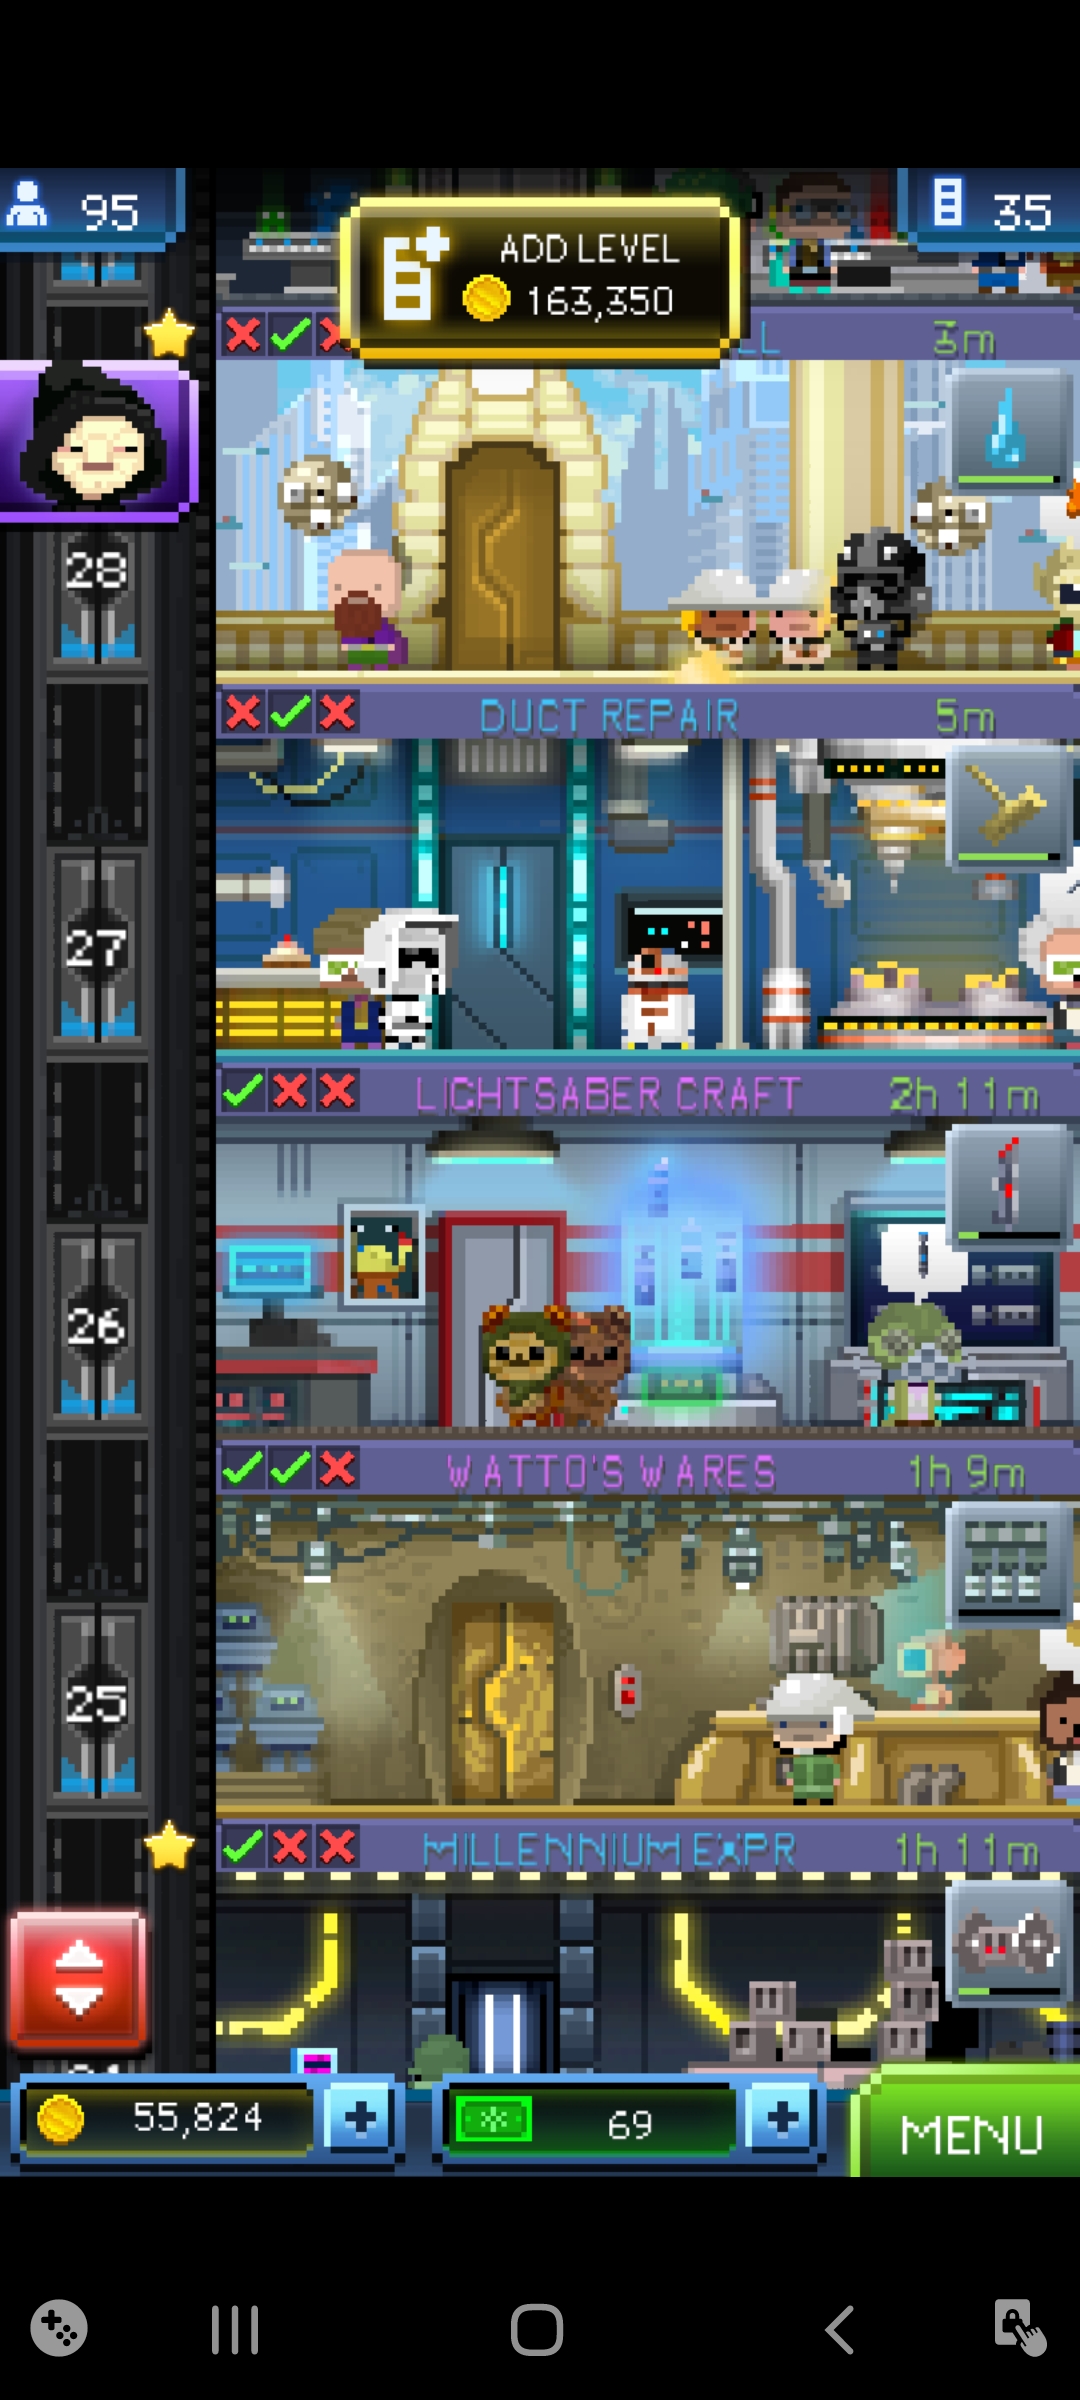 95
35
ADD LEVEL
163,350
LL 3m
28
DUCT REPAIR 5m
27
LIGHTSABER CRAFT 2h 11m
26
WATTO'S WARES 1h 9m
25
MILLENNIUM EXPR 1h 11m
55,824
69
MENU